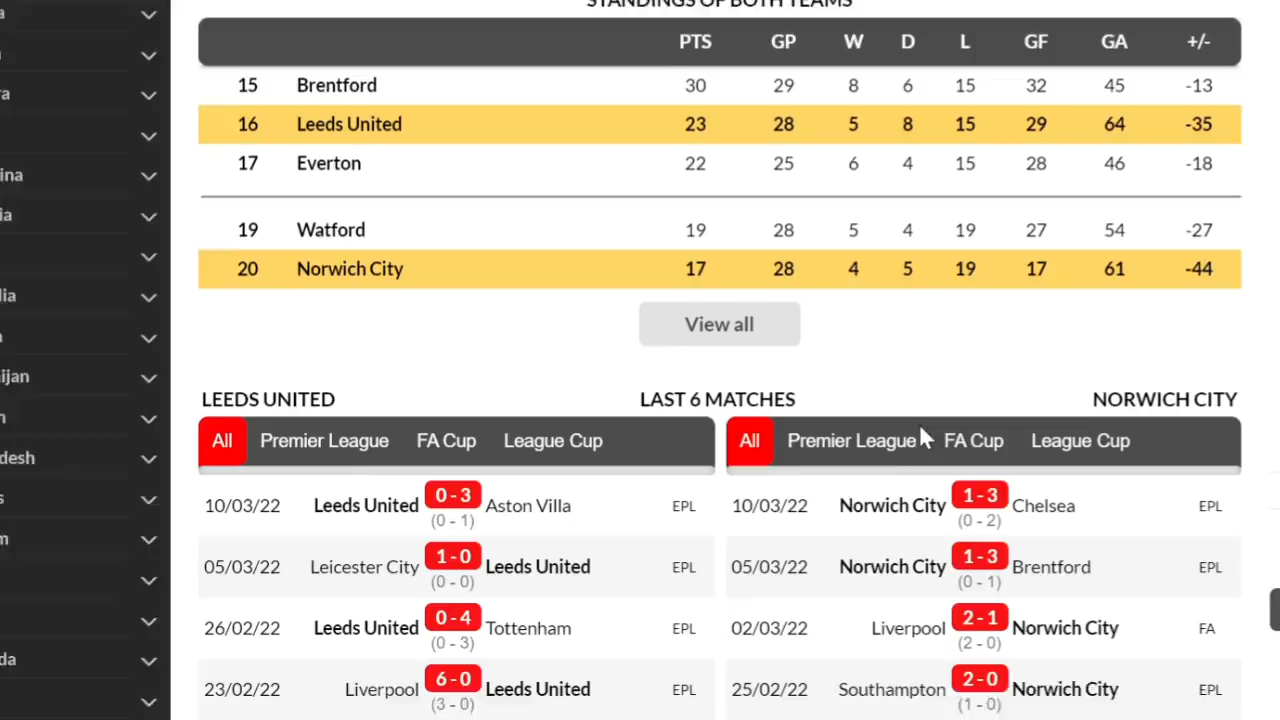 STANDINGS OF BOTH TEAMS
PTS GP W D L GF GA +/-
15 Brentford 30 29 8 6 15 32 45 -13
16 Leeds United 23 28 5 8 15 29 64 -35
17 Everton 22 25 6 4 15 28 46 -18
19 Watford 19 28 5 4 19 27 54 -27
20 Norwich City 17 28 4 5 19 17 61 -44
View all
LEEDS UNITED LAST 6 MATCHES NORWICH CITY
All Premier League FA Cup League Cup All Premier League FA Cup League Cup
10/03/22 Leeds United 0 - 3 Aston Villa EPL 10/03/22 Norwich City 1 - 3 Chelsea EPL
(0 - 1) (0 - 2)
05/03/22 Leicester City 1 - 0 Leeds United EPL 05/03/22 Norwich City 1 - 3 Brentford EPL
(0 - 0) (0 - 1)
26/02/22 Leeds United 0 - 4 Tottenham EPL 02/03/22 Liverpool 2 - 1 Norwich City FA
(0 - 3) (2 - 0)
23/02/22 Liverpool 6 - 0 Leeds United EPL 25/02/22 Southampton 2 - 0 Norwich City EPL
(3 - 0) (1 - 0)